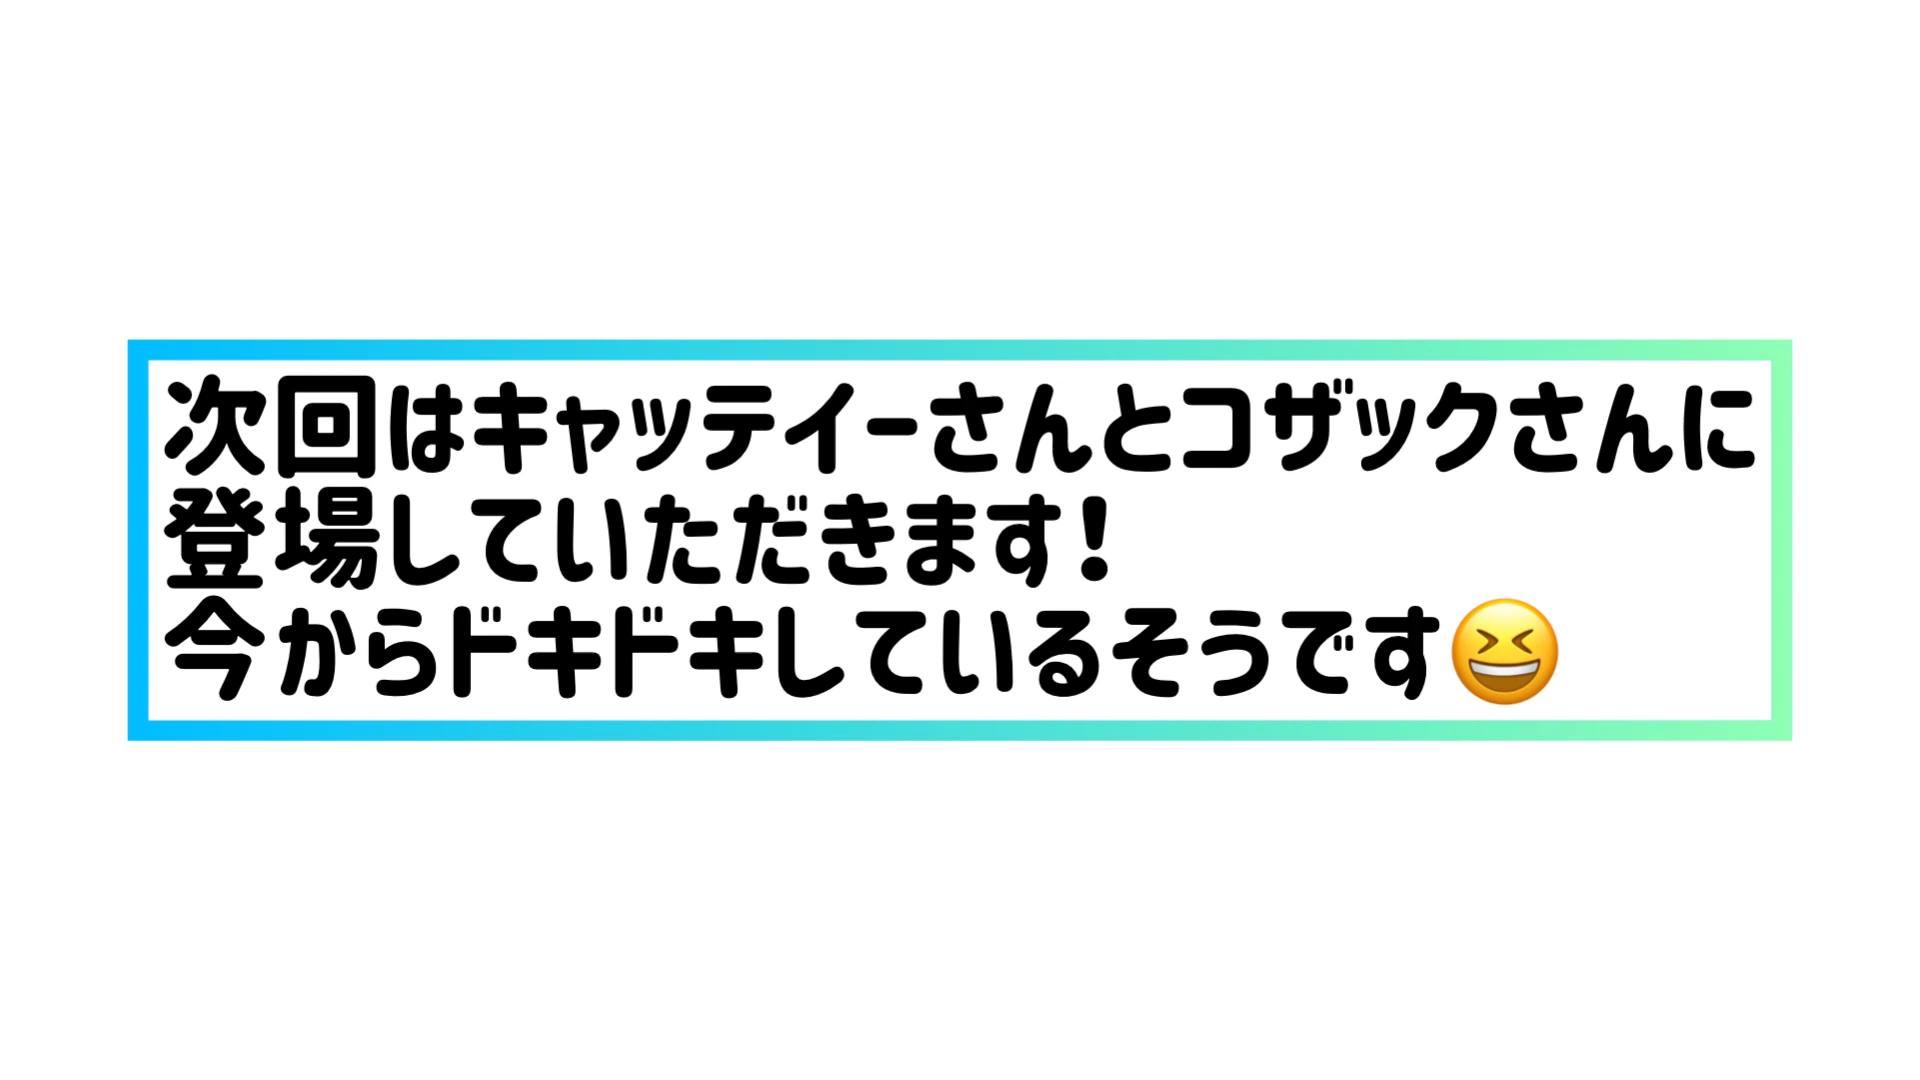 次回はキャッテイーさんとコザックさんに
登場していただきます！
今からドキドキしているそうです😆